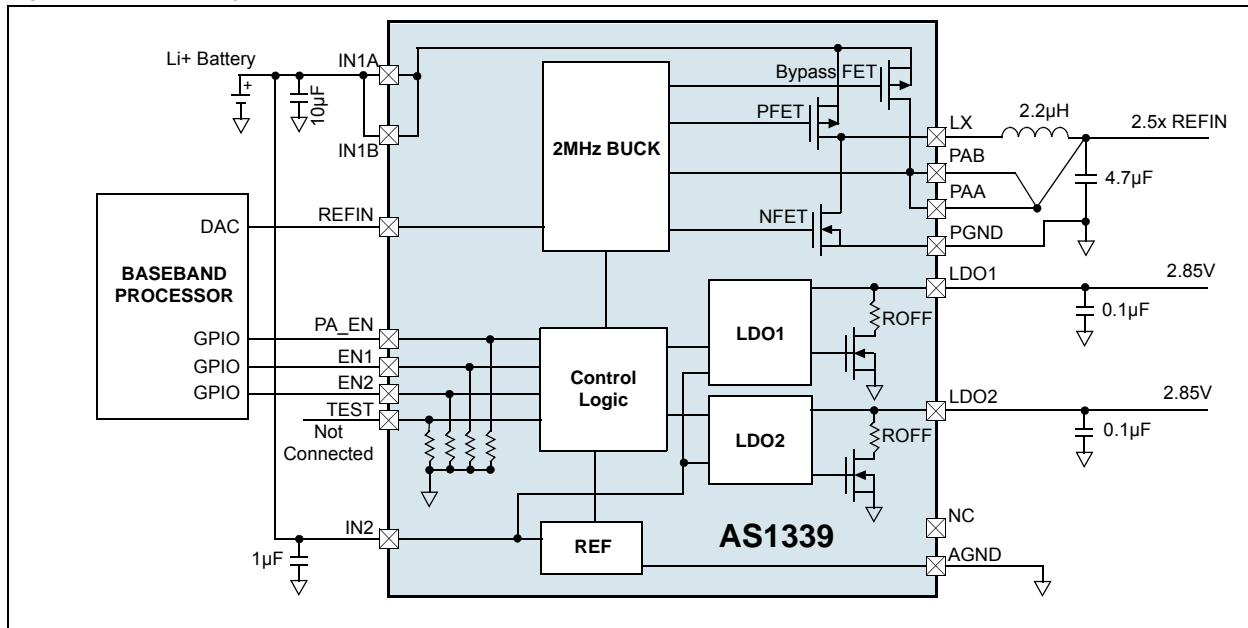 Li+ Battery
+
10µF
IN1A
IN1B
2MHz BUCK
Bypass FET
PFET
NFET
LX
2.2µH
2.5x REFIN
PAB
PAA
4.7µF
PGND
DAC
REFIN
BASEBAND
PROCESSOR
GPIO
PA_EN
GPIO
EN1
GPIO
EN2
TEST
Not
Connected
Control
Logic
LDO1
ROFF
LDO1
2.85V
0.1µF
LDO2
ROFF
LDO2
2.85V
0.1µF
IN2
1µF
REF
AS1339
NC
AGND